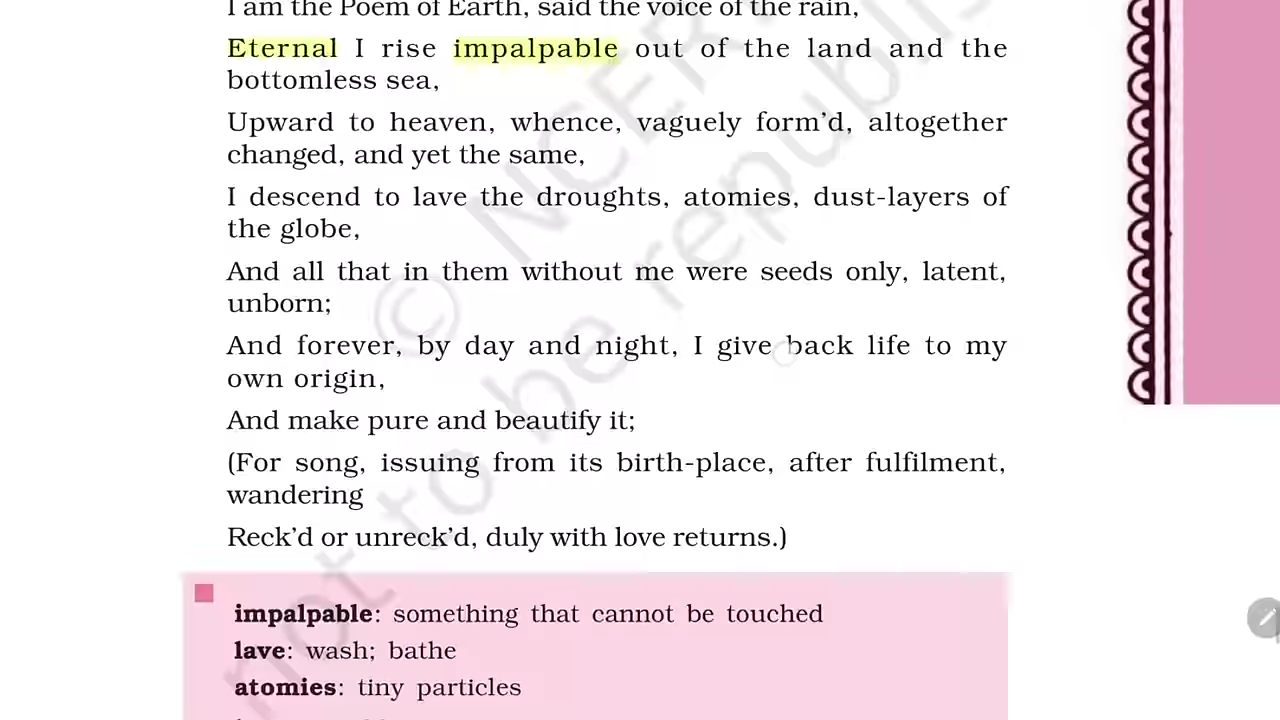 I am the Poem of Earth, said the voice of the rain,
Eternal I rise impalpable out of the land and the
bottomless sea,
Upward to heaven, whence, vaguely form’d, altogether
changed, and yet the same,
I descend to lave the droughts, atomies, dust-layers of
the globe,
And all that in them without me were seeds only, latent,
unborn;
And forever, by day and night, I give back life to my
own origin,
And make pure and beautify it;
(For song, issuing from its birth-place, after fulfilment,
wandering
Reck’d or unreck’d, duly with love returns.)
impalpable: something that cannot be touched
lave: wash; bathe
atomies: tiny particles
© NCER
not to be republis